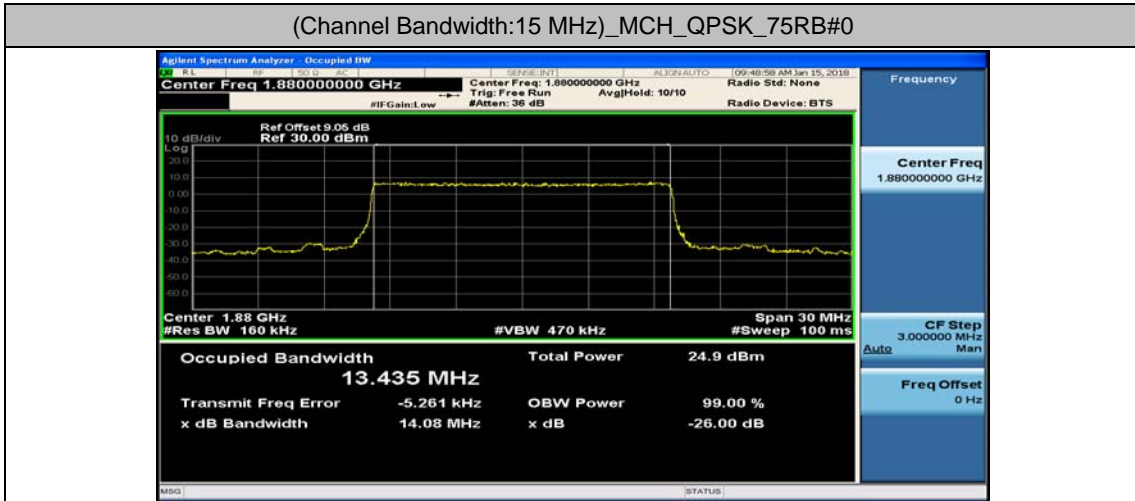 (Channel Bandwidth:15 MHz)_MCH_QPSK_75RB#0
Agilent Spectrum Analyzer - Occupied BW
RL RF 50 Ω AC SENSE:INT ALIGN AUTO 09:48:58 AM Jan 15, 2018
Center Freq 1.880000000 GHz
Center Freq: 1.880000000 GHz
Radio Std: None
Trig: Free Run Avg|Hold: 10/10
#IFGain:Low #Atten: 36 dB Radio Device: BTS
Ref Offset 9.05 dB
10 dB/div Ref 30.00 dBm
Log
20.0
10.0
0.00
-10.0
-20.0
-30.0
-40.0
-50.0
-60.0
Center 1.88 GHz Span 30 MHz
#Res BW 160 kHz #VBW 470 kHz #Sweep 100 ms
Occupied Bandwidth Total Power 24.9 dBm
13.435 MHz
Transmit Freq Error -5.261 kHz OBW Power 99.00 %
x dB Bandwidth 14.08 MHz x dB -26.00 dB
MSG STATUS
Frequency
Center Freq
1.880000000 GHz
CF Step
3.000000 MHz
Auto Man
Freq Offset
0 Hz